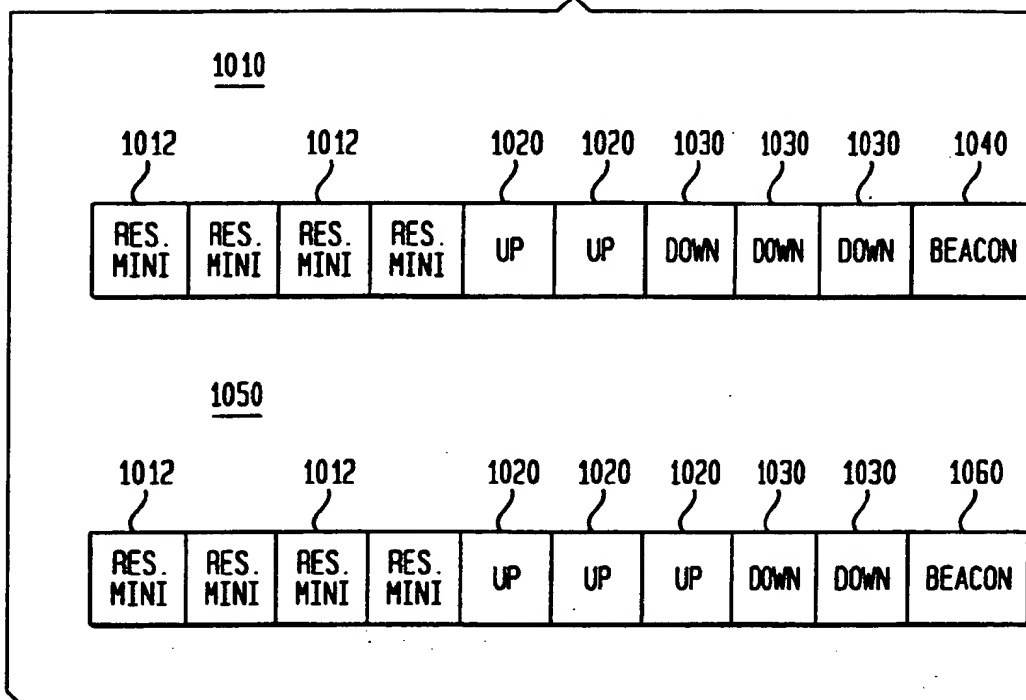 1010
1012 1012 1020 1020 1030 1030 1030 1040
RES. MINI RES. MINI RES. MINI RES. MINI UP UP DOWN DOWN DOWN BEACON
1050
1012 1012 1020 1020 1020 1030 1030 1060
RES. MINI RES. MINI RES. MINI RES. MINI UP UP UP DOWN DOWN BEACON